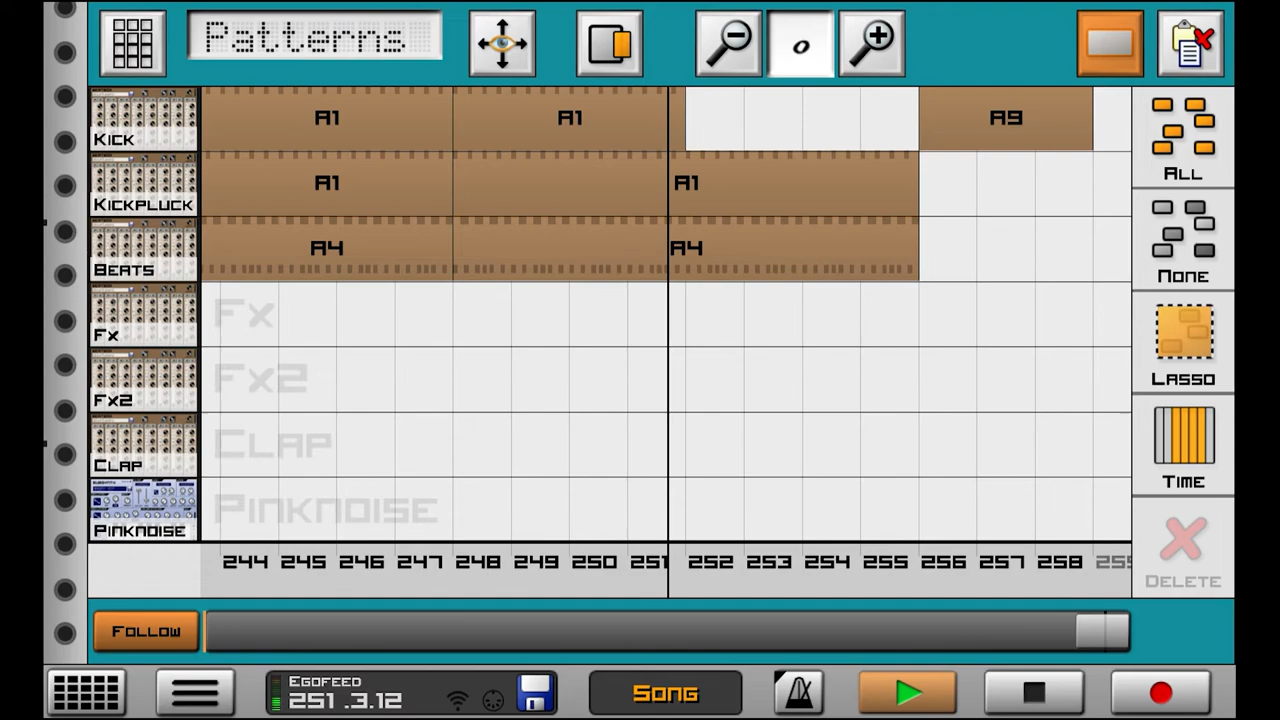 Patterns
o
Kick
A1
A1
A9
All
Kickpluck
A1
A1
Beats
A4
A4
None
Fx
Fx
Fx2
Fx2
Lasso
Clap
Clap
Time
Pinknoise
Pinknoise
244 245 246 247 248 249 250 251 252 253 254 255 256 257 258
Delete
Follow
Egofeed
251 .3.12
Song